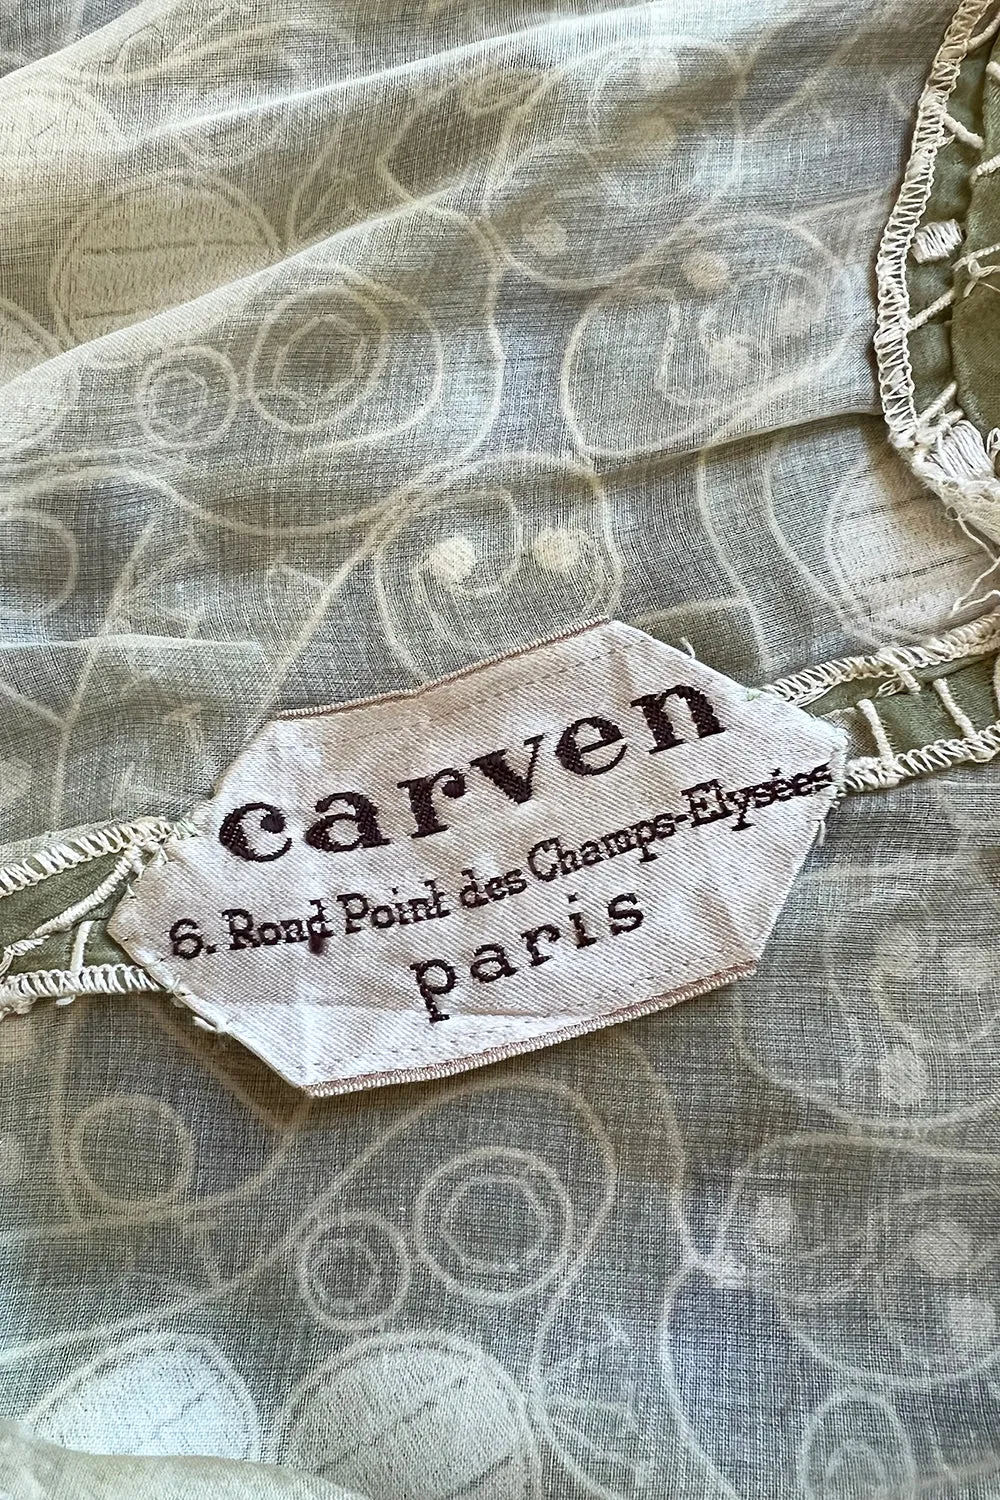 carven
6. Rond Point des Champs-Elysées
paris